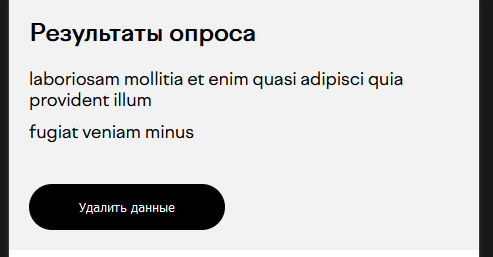 Результаты опроса
laboriosam mollitia et enim quasi adipisci quia
provident illum
fugiat veniam minus
Удалить данные